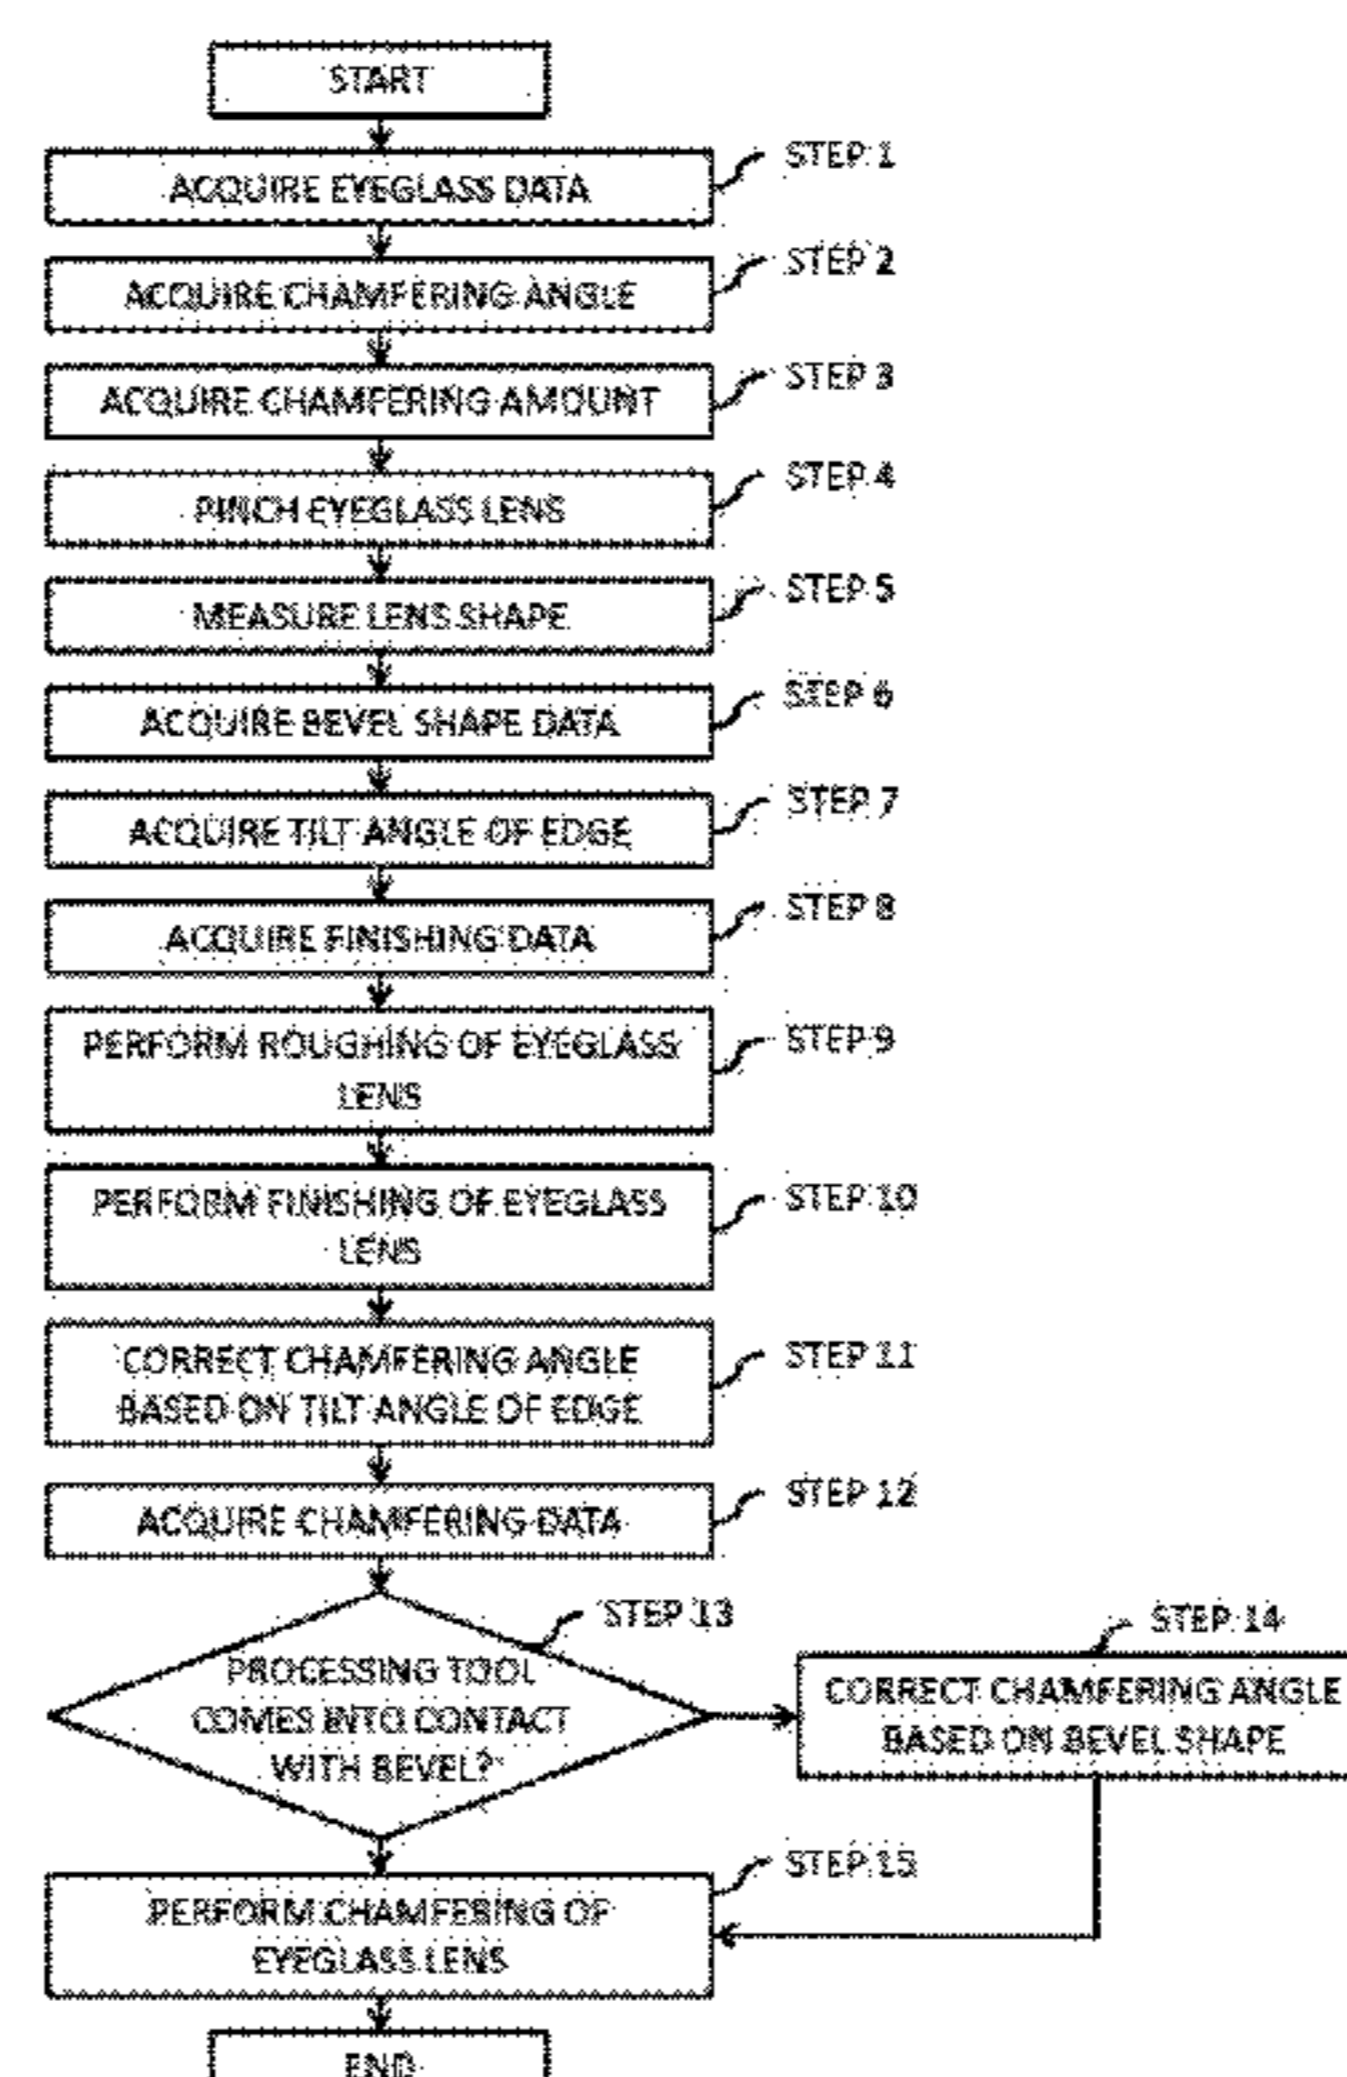 START
ACQUIRE EYEGLASS DATA
STEP 1
ACQUIRE CHAMFERING ANGLE
STEP 2
ACQUIRE CHAMFERING AMOUNT
STEP 3
PINCH EYEGLASS LENS
STEP 4
MEASURE LENS SHAPE
STEP 5
ACQUIRE BEVEL SHAPE DATA
STEP 6
ACQUIRE TILT ANGLE OF EDGE
STEP 7
ACQUIRE FINISHING DATA
STEP 8
PERFORM ROUGHING OF EYEGLASS
LENS
STEP 9
PERFORM FINISHING OF EYEGLASS
LENS
STEP 10
CORRECT CHAMFERING ANGLE
BASED ON TILT ANGLE OF EDGE
STEP 11
ACQUIRE CHAMFERING DATA
STEP 12
PROCESSING TOOL
COMES INTO CONTACT
WITH BEVEL?
STEP 13
STEP 14
CORRECT CHAMFERING ANGLE
BASED ON BEVEL SHAPE
PERFORM CHAMFERING OF
EYEGLASS LENS
STEP 15
END